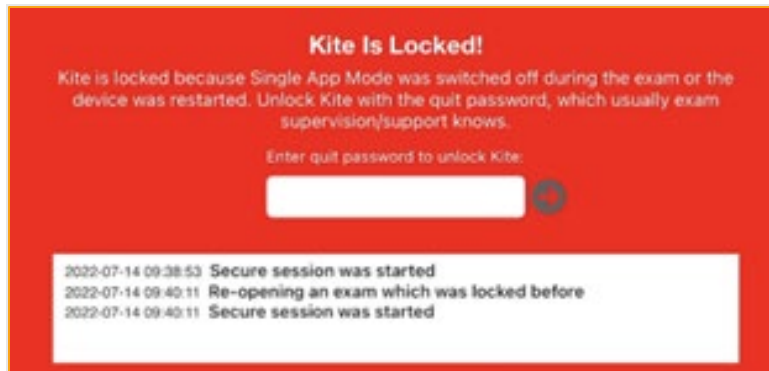 Kite Is Locked!
Kite is locked because Single App Mode was switched off during the exam or the
device was restarted. Unlock Kite with the quit password, which usually exam
supervision/support knows.
Enter quit password to unlock Kite:
2022-07-14 09:38:53 Secure session was started
2022-07-14 09:40:11 Re-opening an exam which was locked before
2022-07-14 09:40:11 Secure session was started